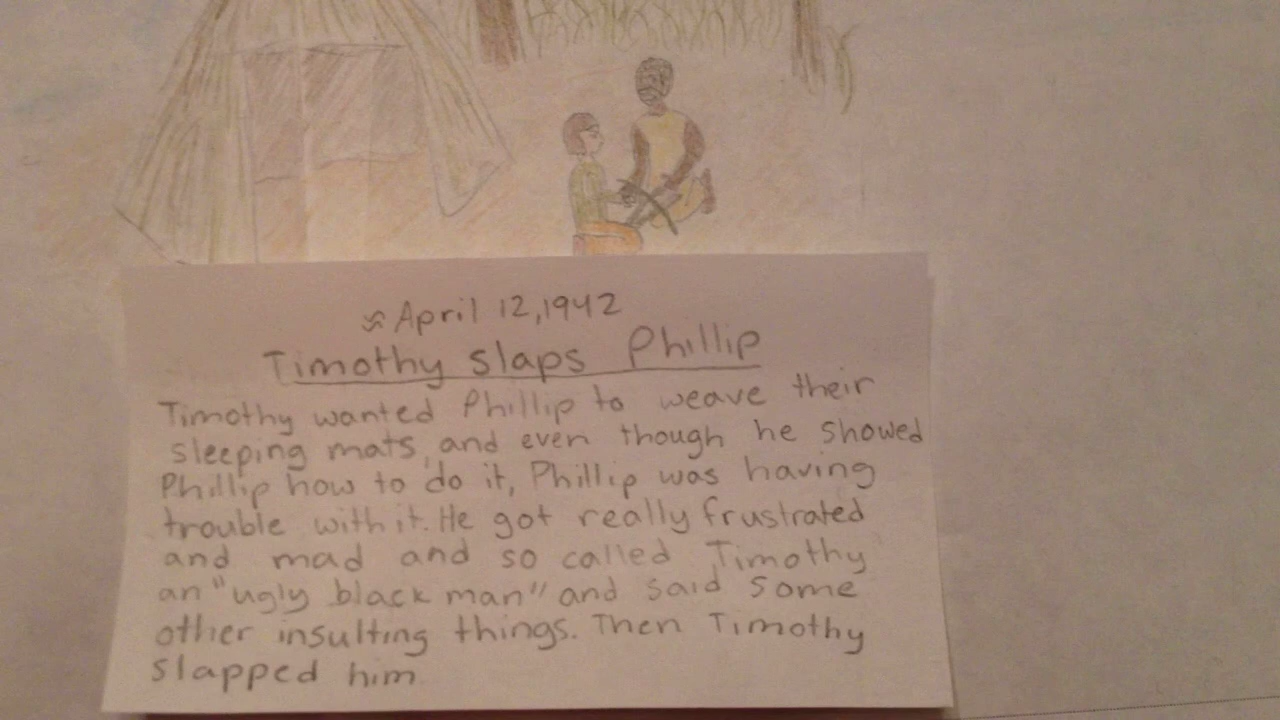 ≈ April 12, 1942
Timothy slaps Phillip
Timothy wanted Phillip to weave their
sleeping mats, and even though he showed
Phillip how to do it, Phillip was having
trouble with it. He got really frustrated
and mad and so called Timothy
an "ugly black man" and said some
other insulting things. Then Timothy
slapped him